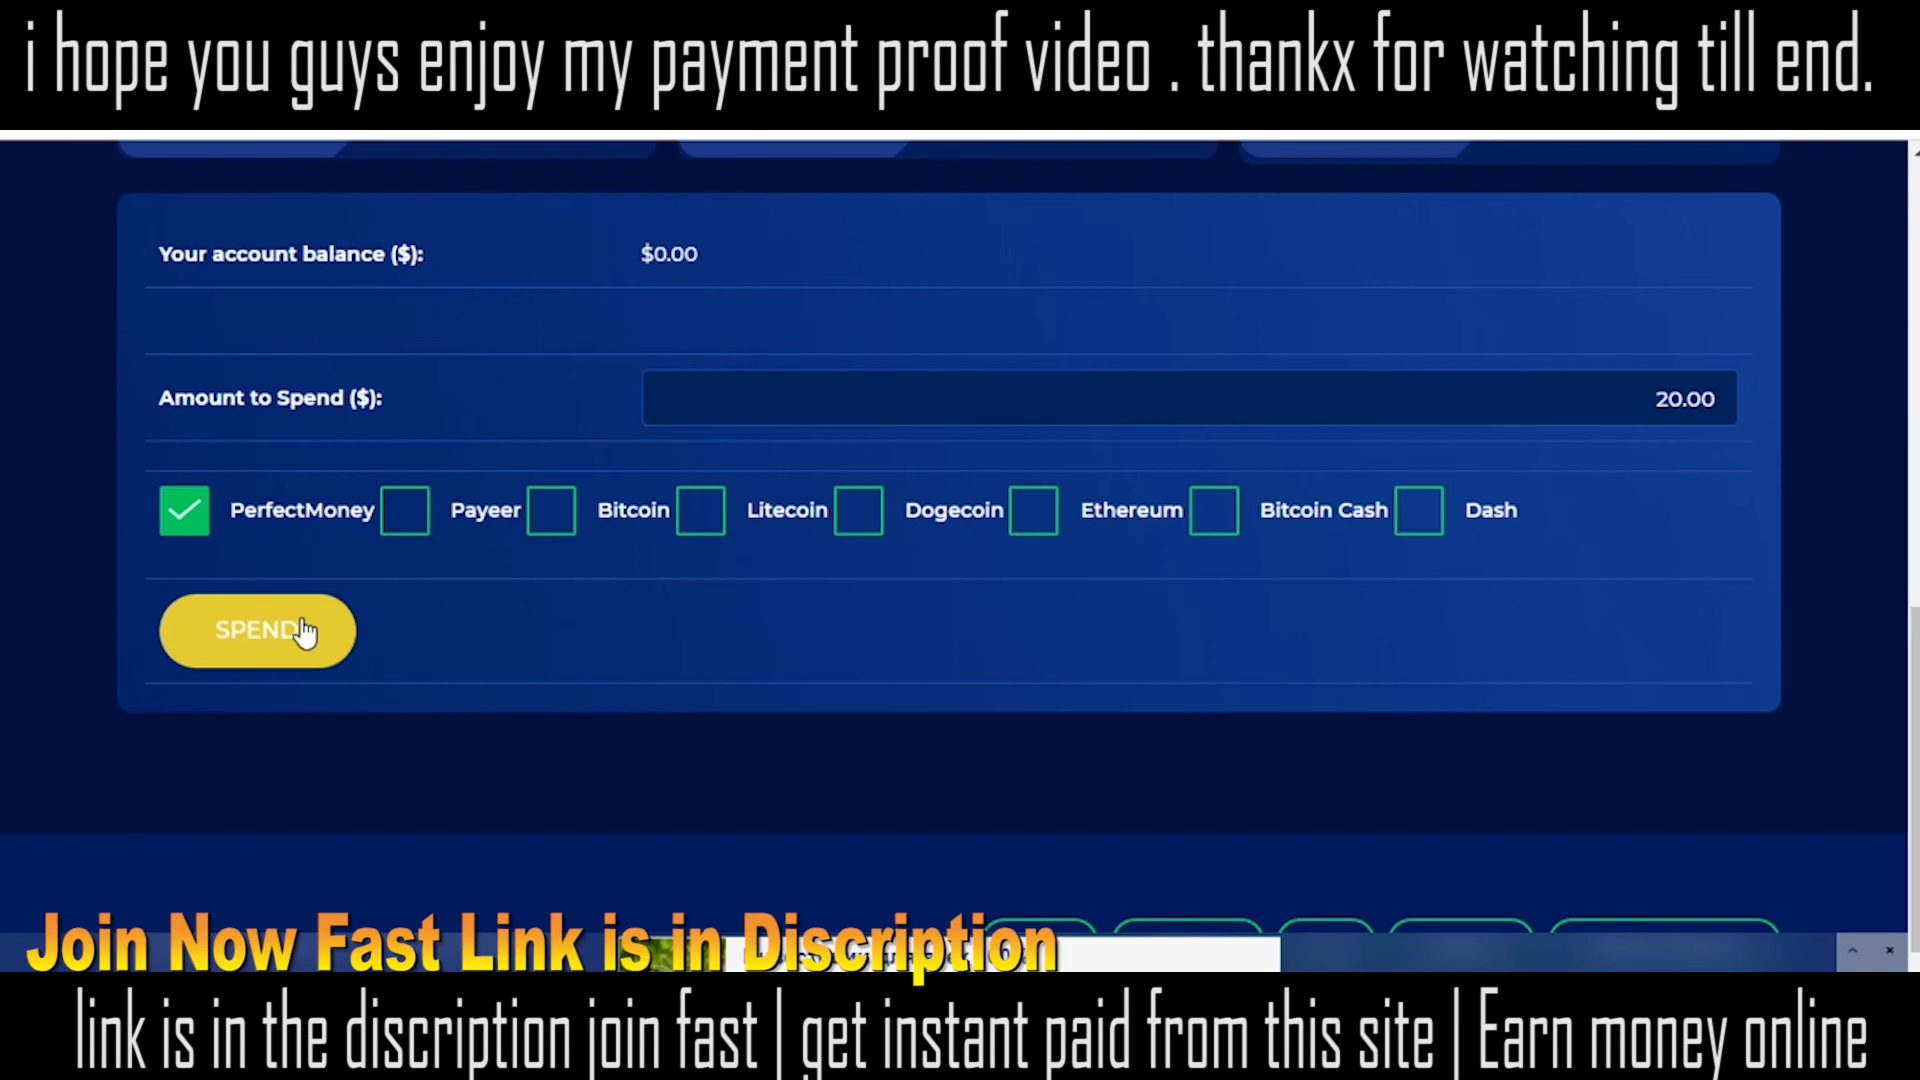 i hope you guys enjoy my payment proof video . thankx for watching till end.
Your account balance ($): $0.00
Amount to Spend ($): 20.00
PerfectMoney Payeer Bitcoin Litecoin Dogecoin Ethereum Bitcoin Cash Dash
SPEND
Join Now Fast Link is in Discription
link is in the discription join fast | get instant paid from this site | Earn money online